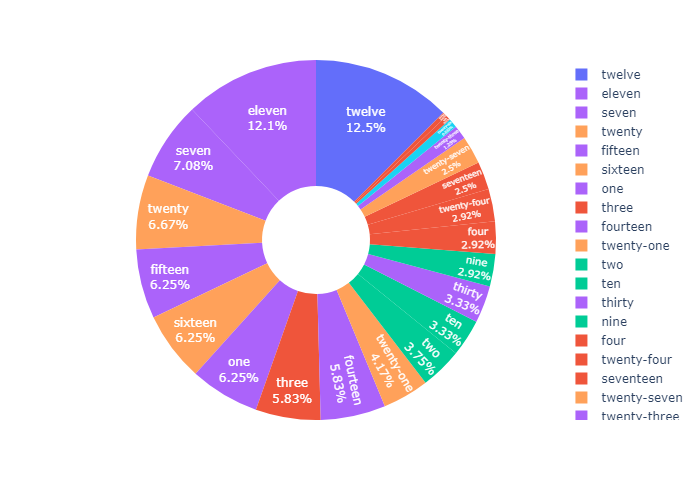 twelve
12.5%
eleven
12.1%
seven
7.08%
twenty
6.67%
fifteen
6.25%
sixteen
6.25%
one
6.25%
three
5.83%
fourteen
5.83%
twenty-one
4.17%
two
3.75%
ten
3.33%
thirty
3.33%
nine
2.92%
four
2.92%
twenty-four
2.92%
seventeen
2.5%
twenty-seven
2.5%
twelve
eleven
seven
twenty
fifteen
sixteen
one
three
fourteen
twenty-one
two
ten
thirty
nine
four
twenty-four
seventeen
twenty-seven
twenty-three